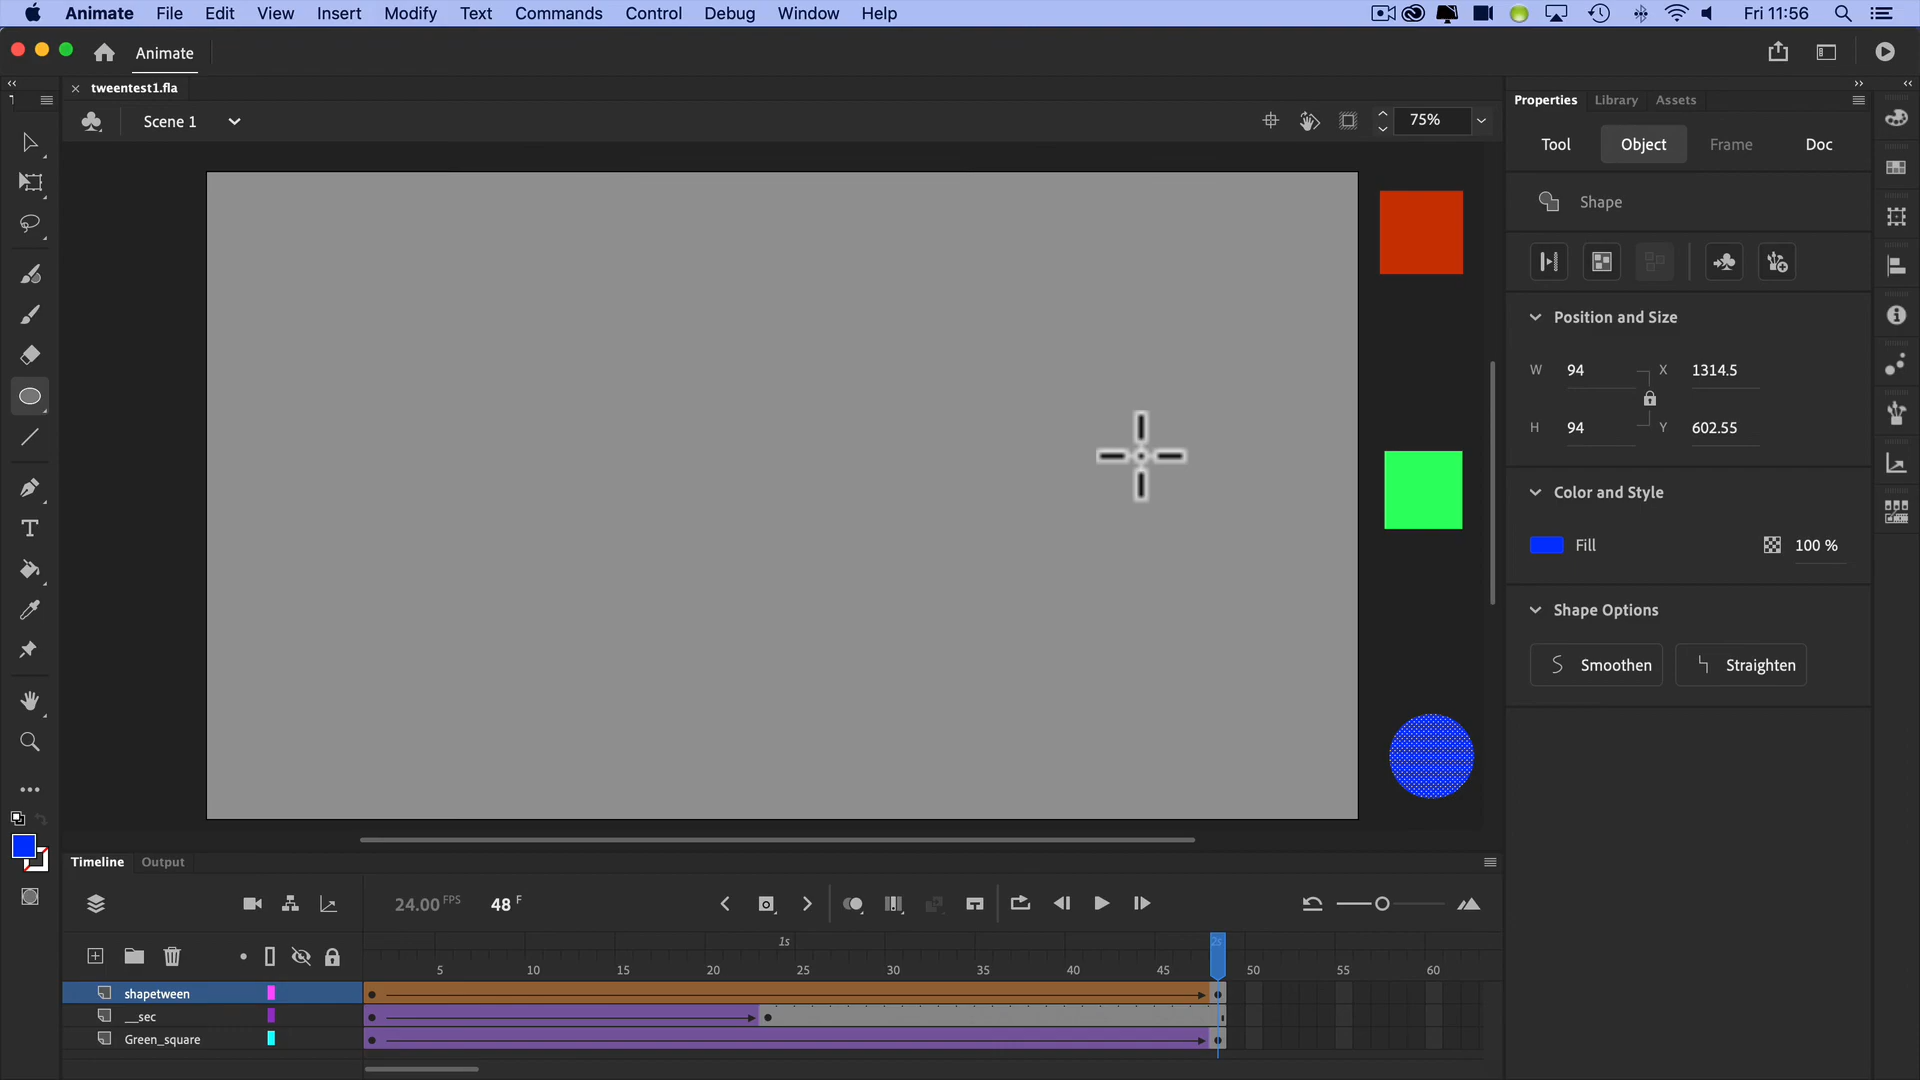 Animate File Edit View Insert Modify Text Commands Control Debug Window Help Fri 11:56
Animate
tweentest1.fla
Scene 1 75%
Properties Library Assets
Tool Object Frame Doc
Shape
Position and Size
W 94 X 1314.5
H 94 Y 602.55
Color and Style
Fill 100 %
Shape Options
Smoothen Straighten
Timeline Output
24.00 FPS 48 F
1s 2s
5 10 15 20 25 30 35 40 45 50 55 60
shapetween
__sec
Green_square